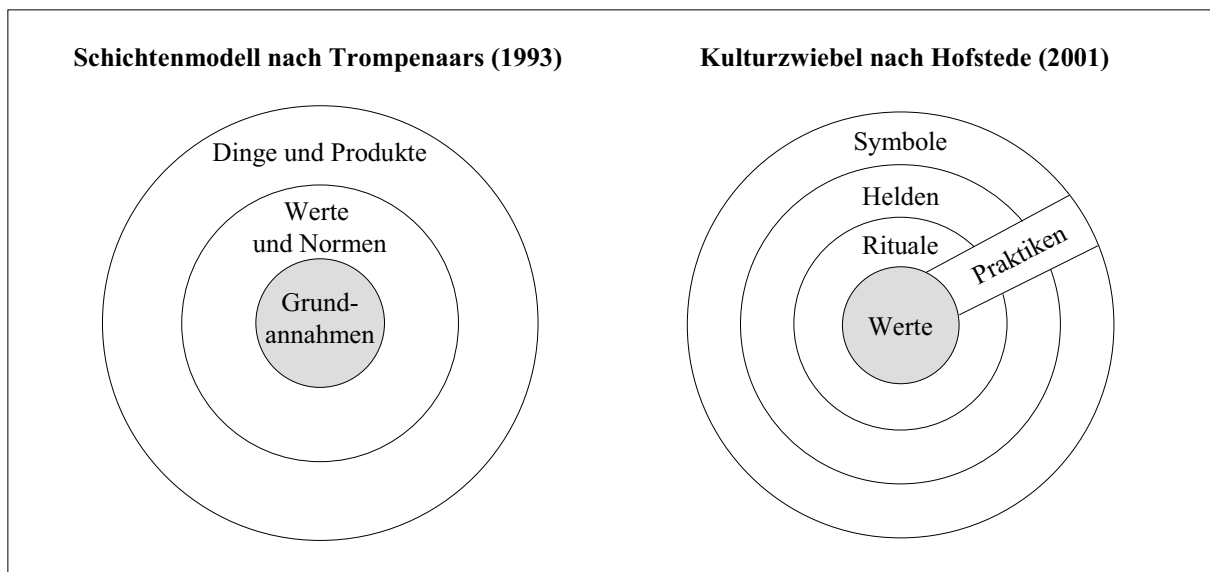 Schichtenmodell nach Trompenaars (1993)
Dinge und Produkte
Werte
und Normen
Grund-
annahmen
Kulturzwiebel nach Hofstede (2001)
Symbole
Helden
Rituale
Praktiken
Werte